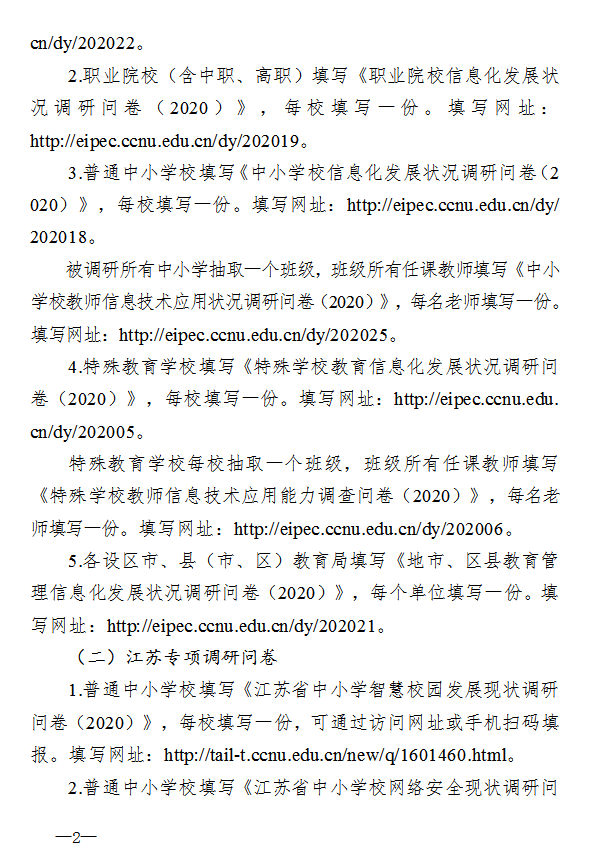 cn/dy/202022。
2.职业院校（含中职、高职）填写《职业院校信息化发展状
况调研问卷（2020）》，每校填写一份。填写网址：
http://eipec.ccnu.edu.cn/dy/202019。
3.普通中小学校填写《中小学校信息化发展状况调研问卷（2
020）》，每校填写一份。填写网址：http://eipec.ccnu.edu.cn/dy/
202018。
被调研所有中小学抽取一个班级，班级所有任课教师填写《中小
学校教师信息技术应用状况调研问卷（2020）》，每名老师填写一份。
填写网址：http://eipec.ccnu.edu.cn/dy/202025。
4.特殊教育学校填写《特殊学校教育信息化发展状况调研问
卷（2020）》，每校填写一份。填写网址：http://eipec.ccnu.edu.
cn/dy/202005。
特殊教育学校每校抽取一个班级，班级所有任课教师填写
《特殊学校教师信息技术应用能力调查问卷（2020）》，每名老
师填写一份。填写网址：http://eipec.ccnu.edu.cn/dy/202006。
5.各设区市、县（市、区）教育局填写《地市、区县教育管
理信息化发展状况调研问卷（2020）》，每个单位填写一份。填
写网址：http://eipec.ccnu.edu.cn/dy/202021。
（二）江苏专项调研问卷
1.普通中小学校填写《江苏省中小学智慧校园发展现状调研
问卷（2020）》，每校填写一份，可通过访问网址或手机扫码填
报。填写网址：http://tail-t.ccnu.edu.cn/new/q/1601460.html。
2.普通中小学校填写《江苏省中小学校网络安全现状调研问
—2—